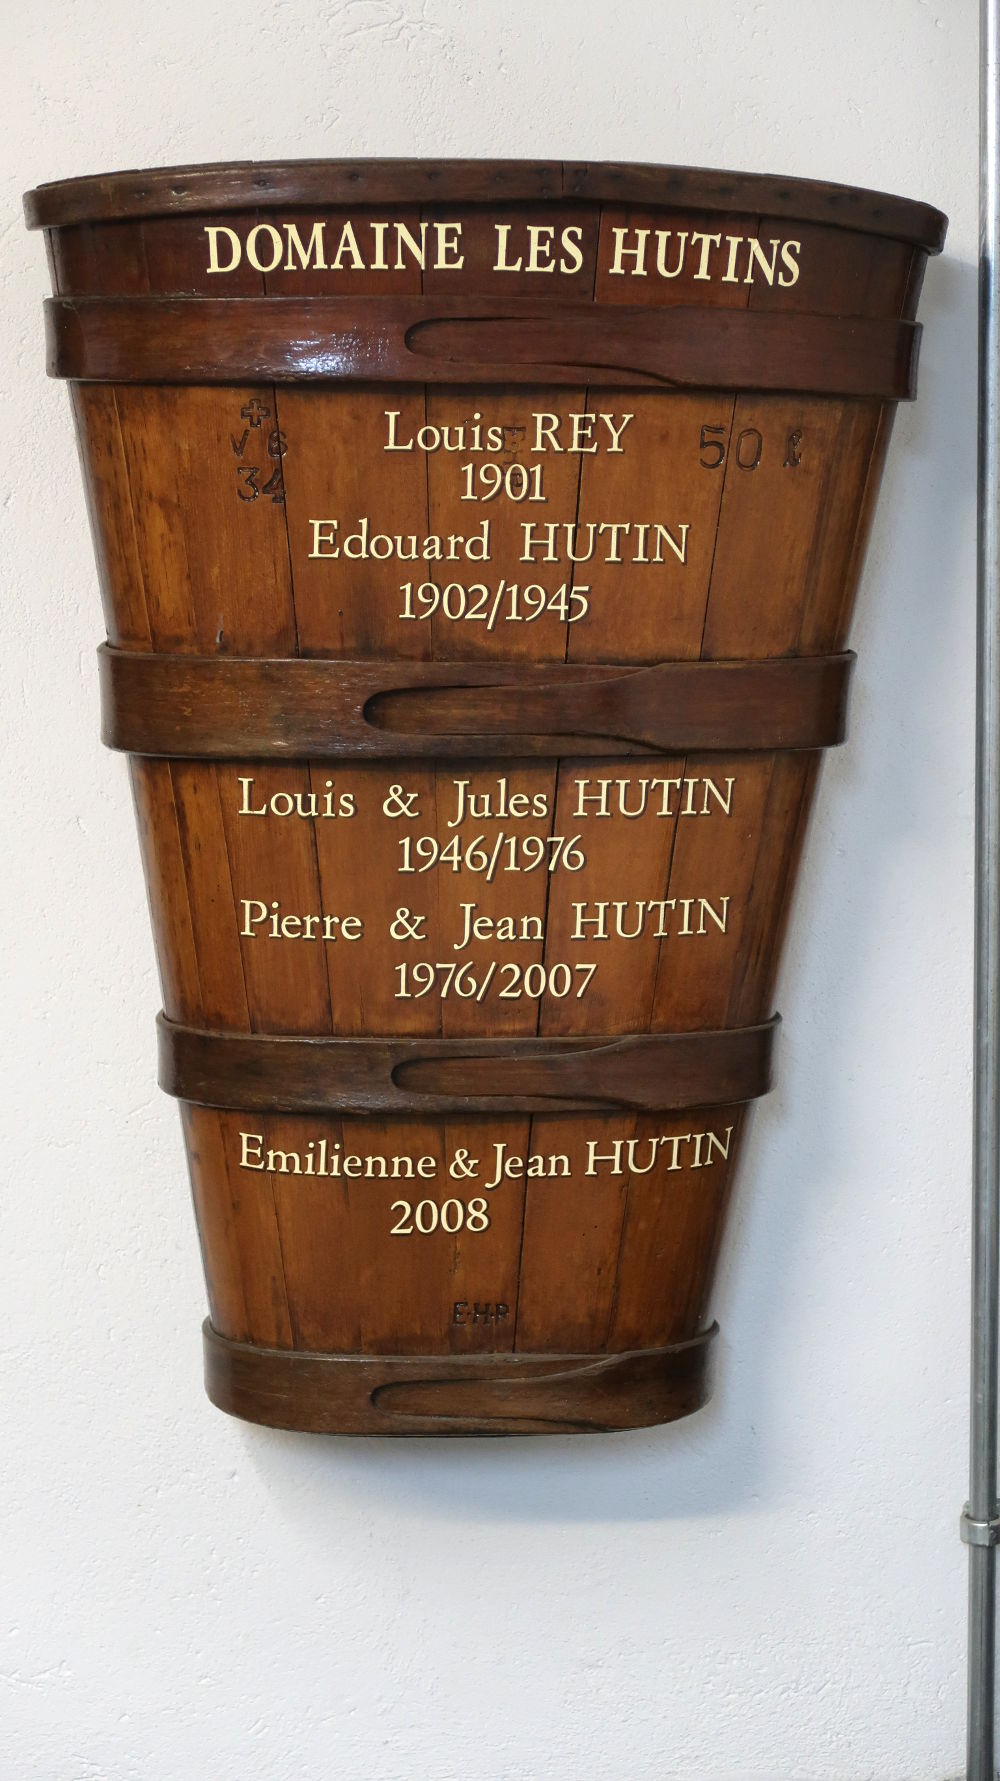 DOMAINE LES HUTINS
Louis REY
1901
50 ℓ
V 6
34
Edouard HUTIN
1902/1945
Louis & Jules HUTIN
1946/1976
Pierre & Jean HUTIN
1976/2007
Emilienne & Jean HUTIN
2008
E·H·P